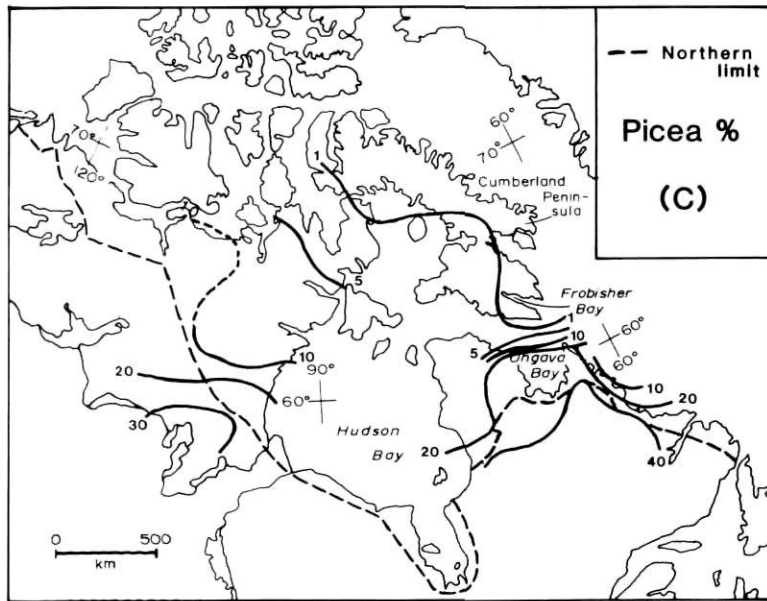 Northern
limit
Picea %
(C)
60°
70°
70°
120°
1
Cumberland
Penin-
sula
5
Frobisher
Bay
1
10
60°
60°
5
Ungava
Bay
10
90°
60°
20
30
10
20
Hudson
Bay
20
40
0 500
km